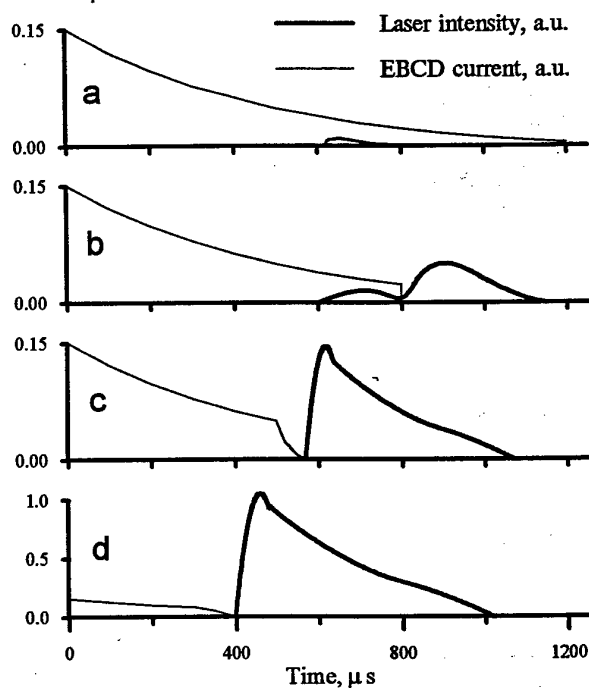 Laser intensity, a.u.
EBCD current, a.u.
0.15
a
0.00
0.15
b
0.00
0.15
c
0.00
1.0
0.5
d
0.0
0 400 800 1200
Time, μ s